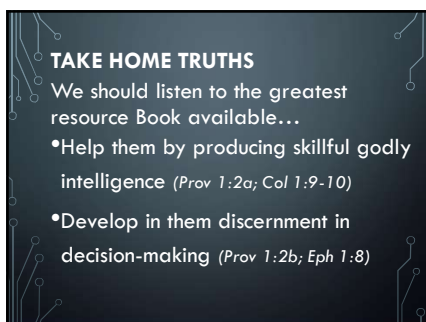 TAKE HOME TRUTHS
We should listen to the greatest
resource Book available...
•Help them by producing skillful godly
intelligence (Prov 1:2a; Col 1:9-10)
•Develop in them discernment in
decision-making (Prov 1:2b; Eph 1:8)